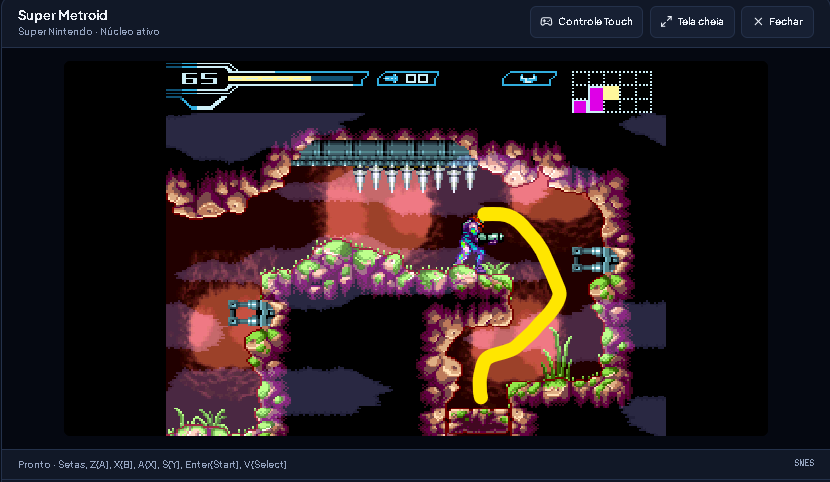 Super Metroid
Super Nintendo · Núcleo ativo
Controle Touch
Tela cheia
Fechar
65
00
Pronto · Setas, Z(A), X(B), A(X), S(Y), Enter(Start), V(Select)
SNES